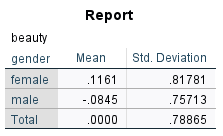 Report
beauty
gender Mean Std. Deviation
female .1161 .81781
male -.0845 .75713
Total .0000 .78865